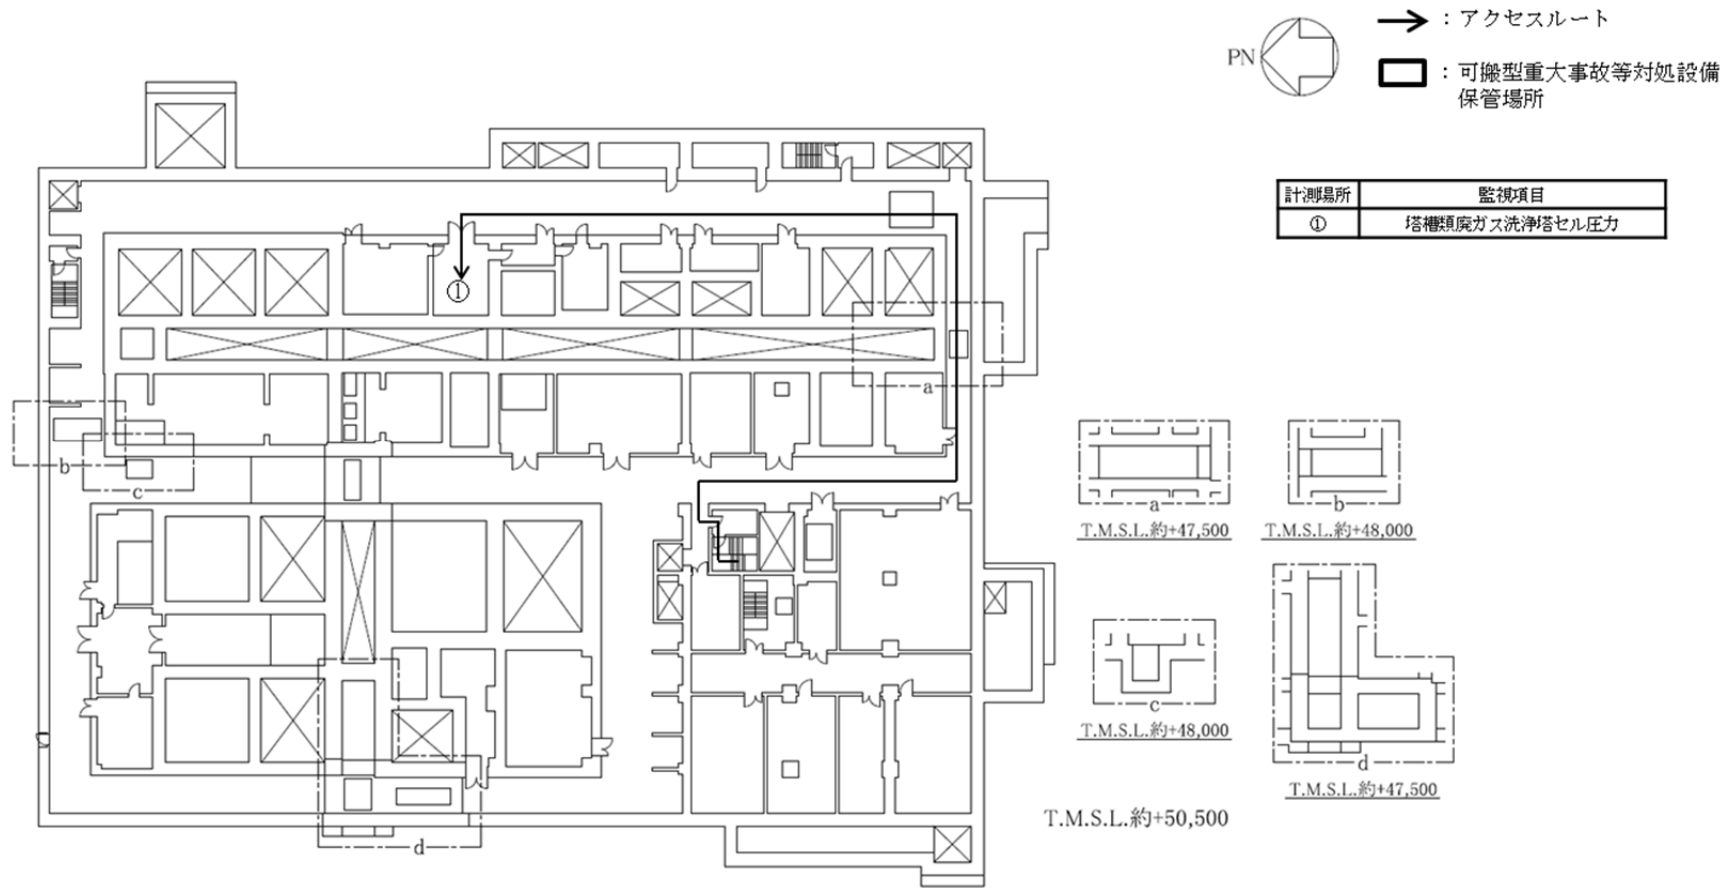 ：アクセスルート
PN
：可搬型重大事故等対処設備
保管場所
計測場所 監視項目
① 塔槽類廃ガス洗浄塔セル圧力
①
a
b
c
d
a
T.M.S.L.約+47,500
b
T.M.S.L.約+48,000
c
T.M.S.L.約+48,000
d
T.M.S.L.約+47,500
T.M.S.L.約+50,500